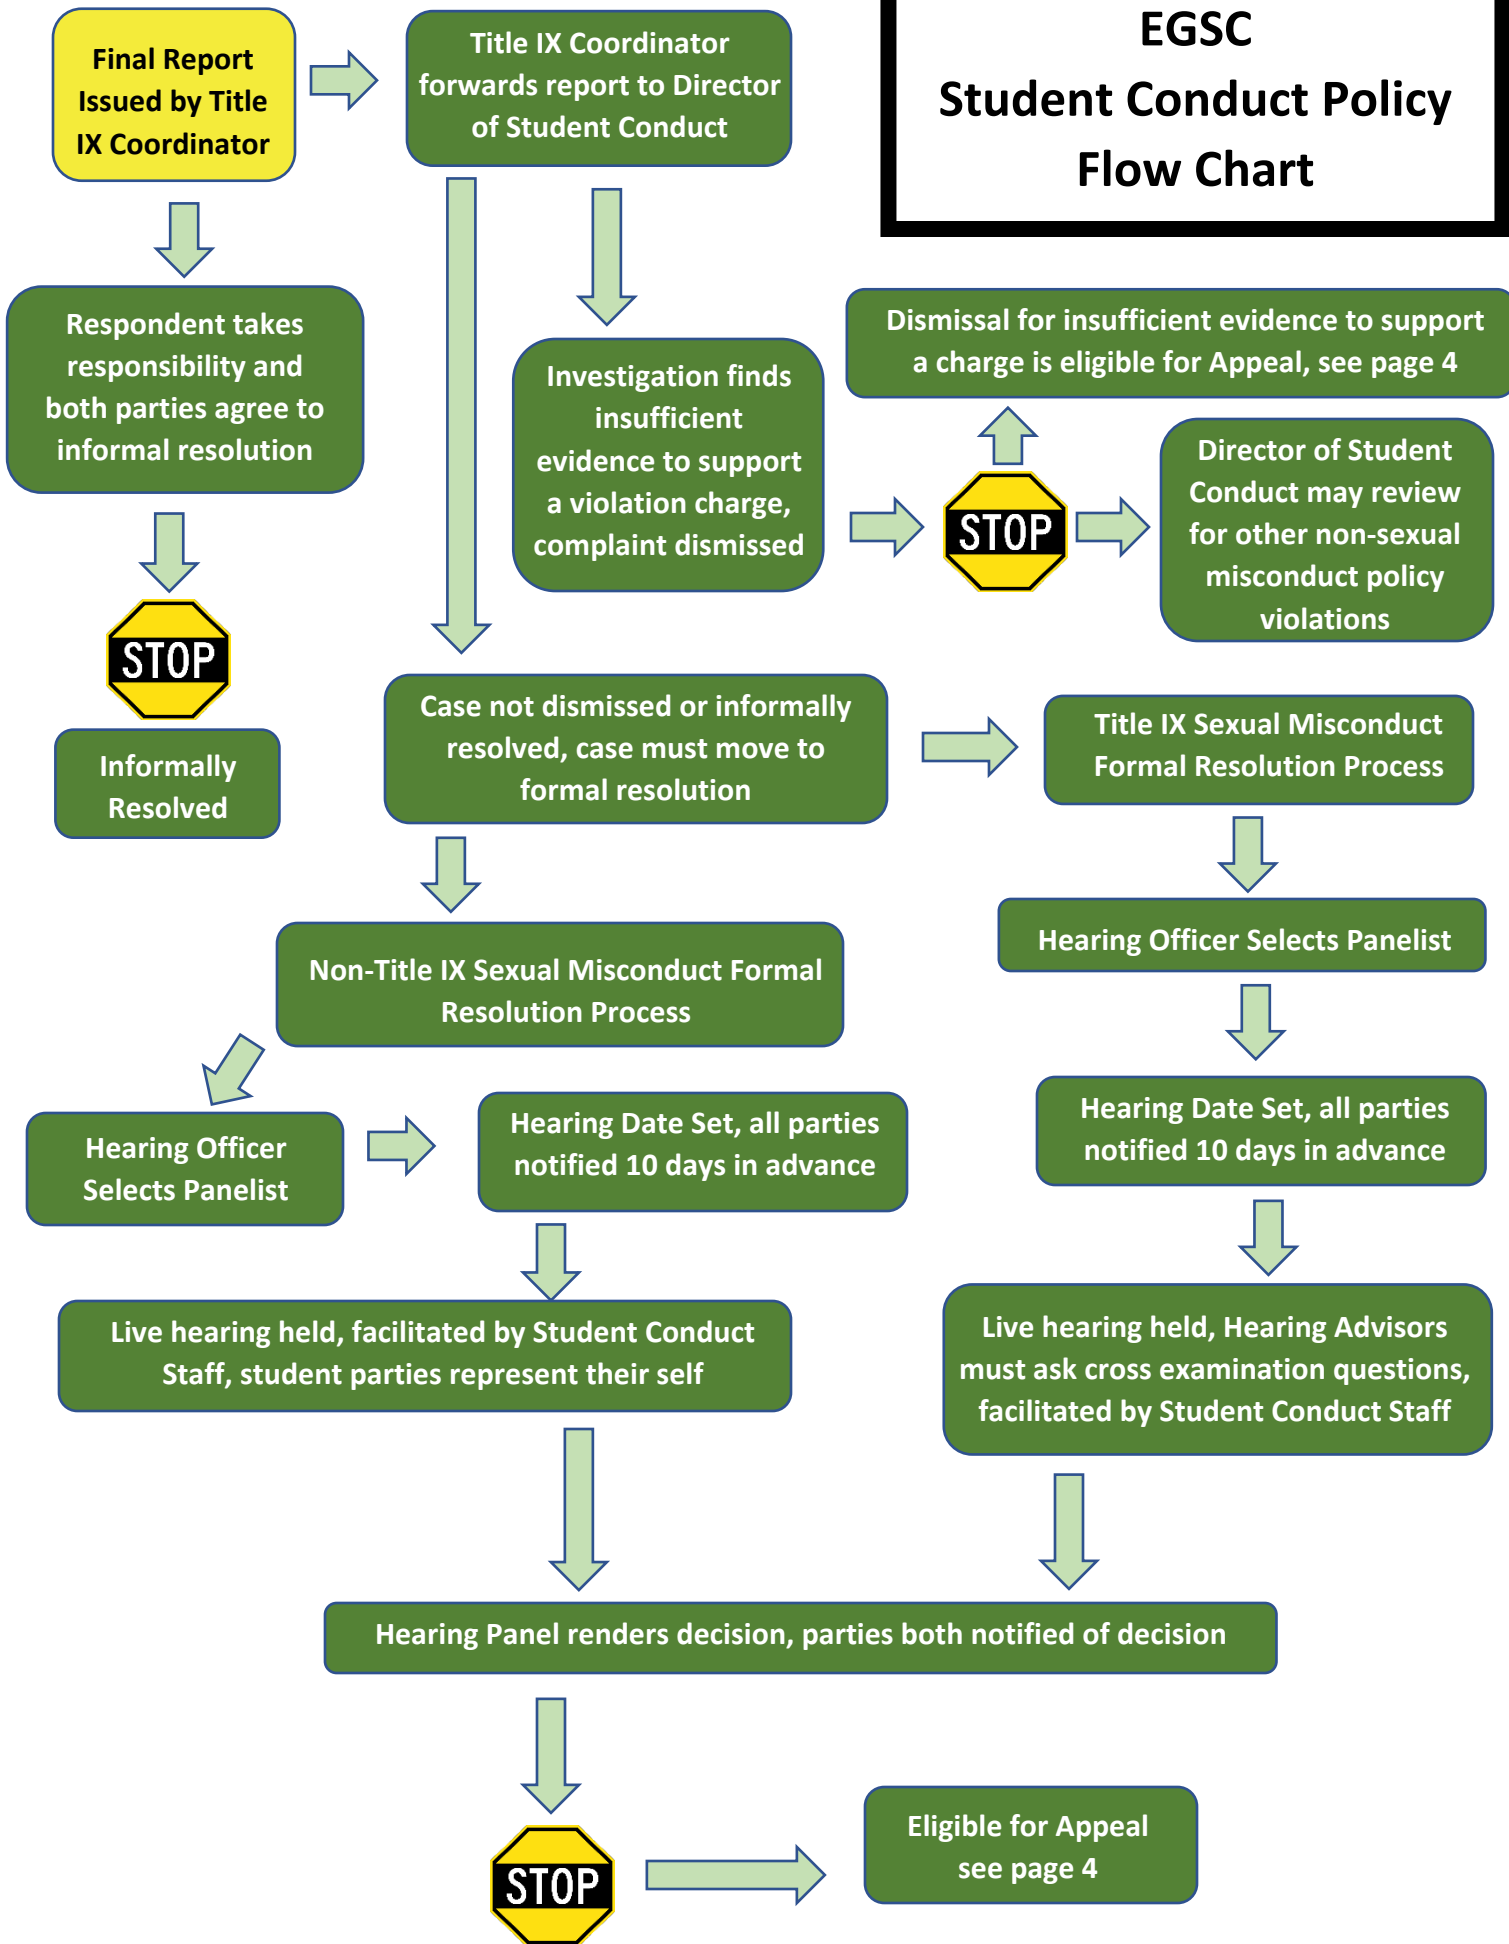 EGSC
Student Conduct Policy
Flow Chart
Final Report
Issued by Title
IX Coordinator
Title IX Coordinator
forwards report to Director
of Student Conduct
Respondent takes
responsibility and
both parties agree to
informal resolution
STOP
Informally
Resolved
Investigation finds
insufficient
evidence to support
a violation charge,
complaint dismissed
STOP
Dismissal for insufficient evidence to support
a charge is eligible for Appeal, see page 4
Director of Student
Conduct may review
for other non-sexual
misconduct policy
violations
Case not dismissed or informally
resolved, case must move to
formal resolution
Title IX Sexual Misconduct
Formal Resolution Process
Hearing Officer Selects Panelist
Hearing Date Set, all parties
notified 10 days in advance
Live hearing held, Hearing Advisors
must ask cross examination questions,
facilitated by Student Conduct Staff
Non-Title IX Sexual Misconduct Formal
Resolution Process
Hearing Officer
Selects Panelist
Hearing Date Set, all parties
notified 10 days in advance
Live hearing held, facilitated by Student Conduct
Staff, student parties represent their self
Hearing Panel renders decision, parties both notified of decision
STOP
Eligible for Appeal
see page 4